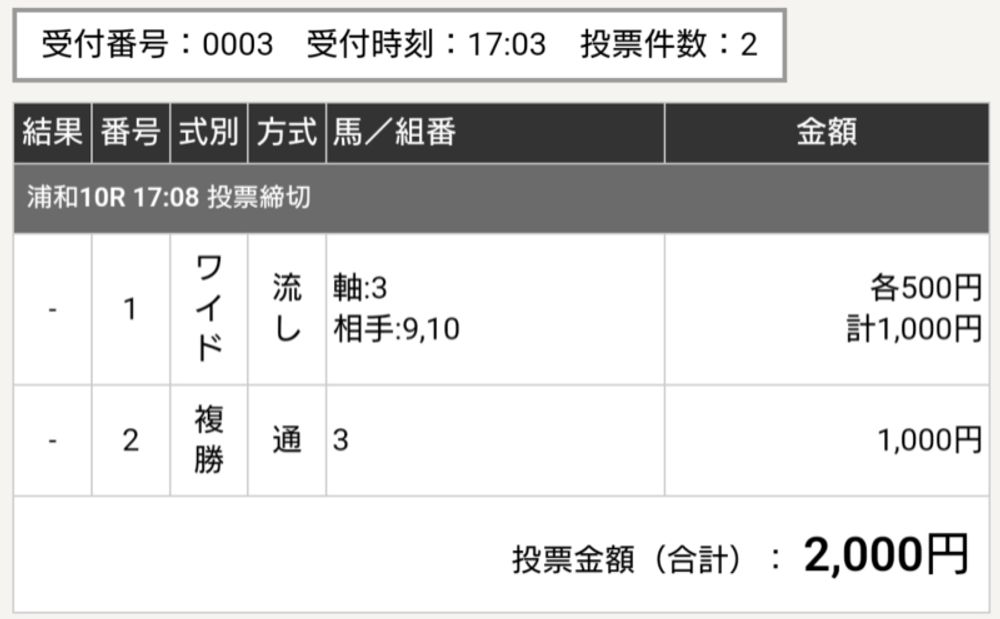 受付番号：0003　受付時刻：17:03　投票件数：2
結果 番号 式別 方式 馬／組番 金額
浦和10R 17:08 投票締切
- 1 ワイド 流し 軸:3 各500円
相手:9,10 計1,000円
- 2 複勝 通 3 1,000円
投票金額（合計）： 2,000円